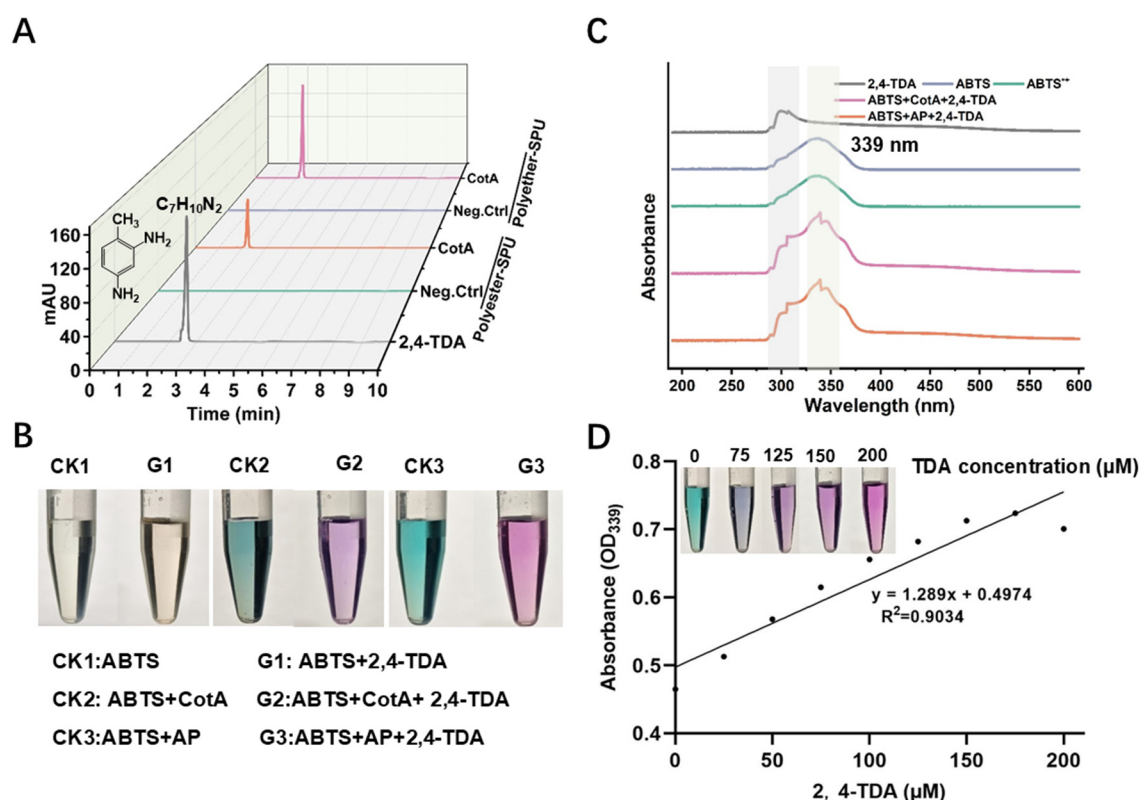 A
C₇H₁₀N₂
CH₃
NH₂
NH₂
160
120
80
40
0
mAU
0 1 2 3 4 5 6 7 8 9 10
Time (min)
CotA
Neg.Ctrl
Polyether-SPU
CotA
Neg.Ctrl
Polyester-SPU
2,4-TDA
B
CK1 G1 CK2 G2 CK3 G3
CK1:ABTS G1: ABTS+2,4-TDA
CK2: ABTS+CotA G2:ABTS+CotA+ 2,4-TDA
CK3:ABTS+AP G3:ABTS+AP+2,4-TDA
C
2,4-TDA ABTS ABTS•+
ABTS+CotA+2,4-TDA
ABTS+AP+2,4-TDA
339 nm
Absorbance
200 250 300 350 400 450 500 550 600
Wavelength (nm)
D
0 75 125 150 200
TDA concentration (μM)
0.8
0.7
0.6
0.5
0.4
Absorbance (OD₃₃₉)
y = 1.289x + 0.4974
R²=0.9034
0 50 100 150 200
2, 4-TDA (μM)